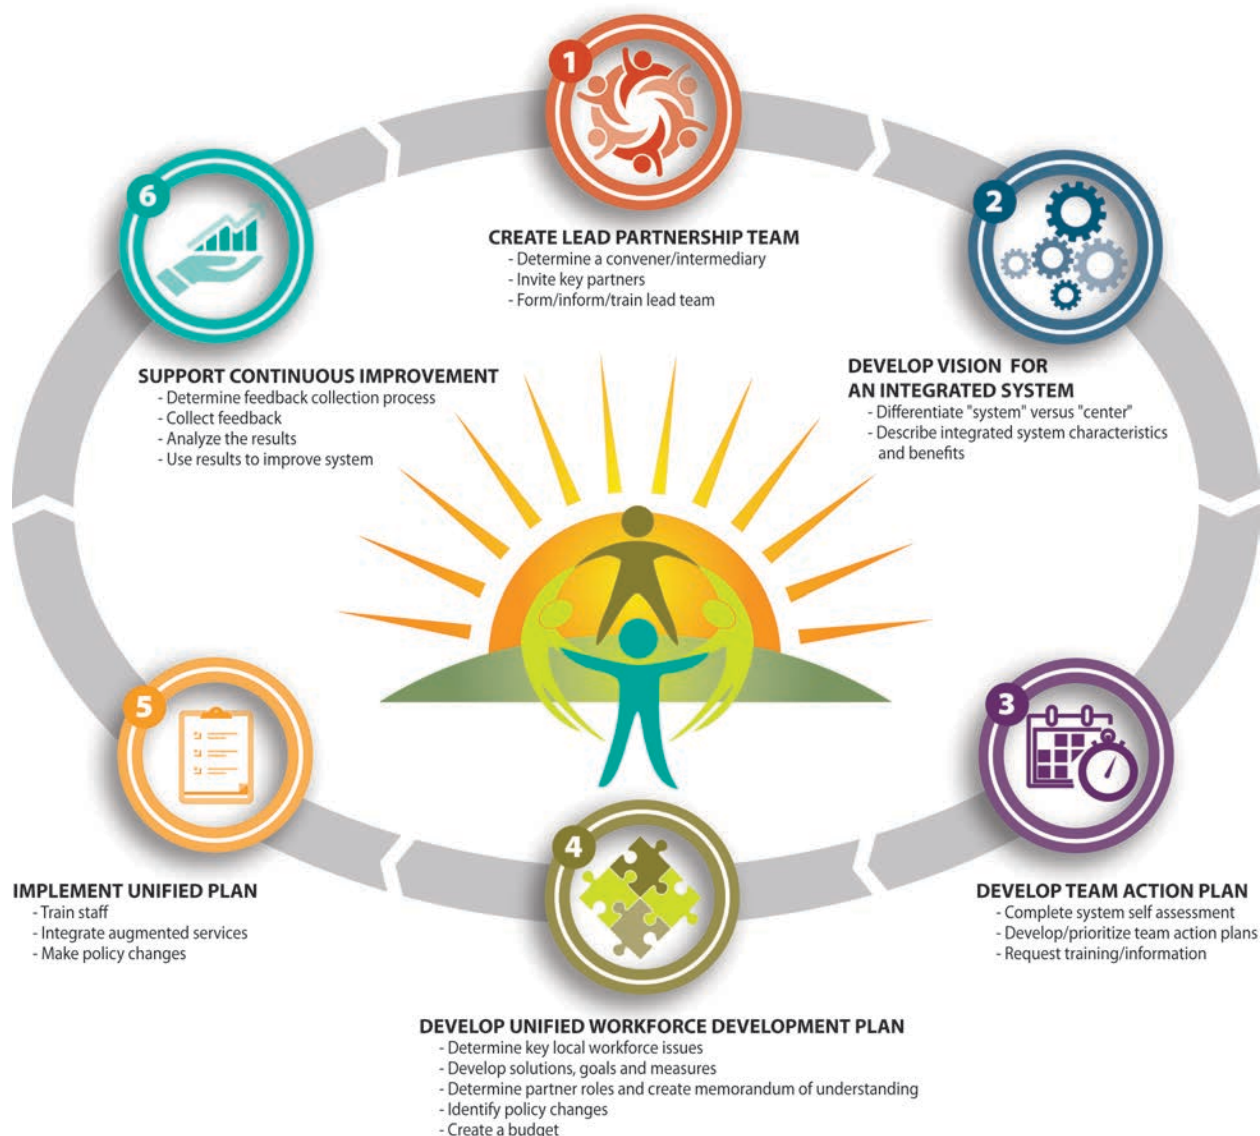 1
CREATE LEAD PARTNERSHIP TEAM
- Determine a convener/intermediary
- Invite key partners
- Form/inform/train lead team
2
DEVELOP VISION FOR
AN INTEGRATED SYSTEM
- Differentiate "system" versus "center"
- Describe integrated system characteristics
and benefits
3
DEVELOP TEAM ACTION PLAN
- Complete system self assessment
- Develop/prioritize team action plans
- Request training/information
4
DEVELOP UNIFIED WORKFORCE DEVELOPMENT PLAN
- Determine key local workforce issues
- Develop solutions, goals and measures
- Determine partner roles and create memorandum of understanding
- Identify policy changes
- Create a budget
5
IMPLEMENT UNIFIED PLAN
- Train staff
- Integrate augmented services
- Make policy changes
6
SUPPORT CONTINUOUS IMPROVEMENT
- Determine feedback collection process
- Collect feedback
- Analyze the results
- Use results to improve system